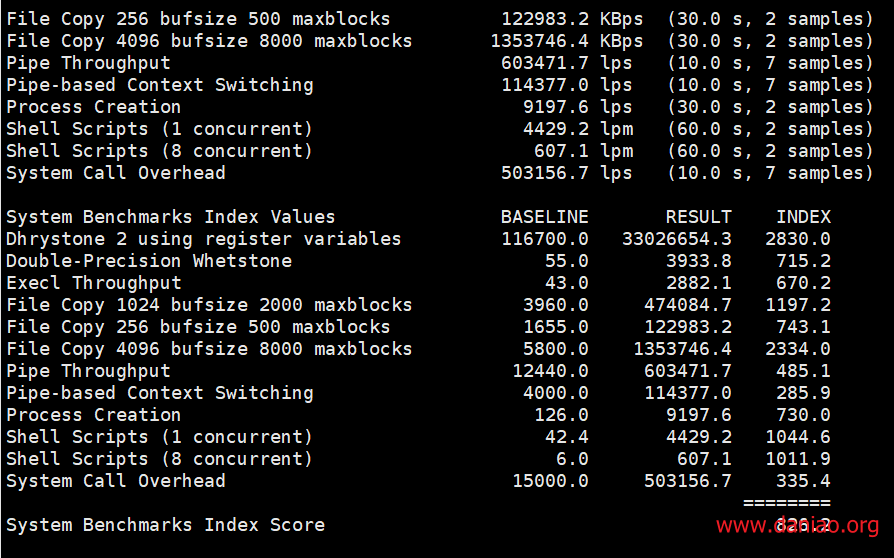 File Copy 256 bufsize 500 maxblocks 122983.2 KBps (30.0 s, 2 samples)
File Copy 4096 bufsize 8000 maxblocks 1353746.4 KBps (30.0 s, 2 samples)
Pipe Throughput 603471.7 lps (10.0 s, 7 samples)
Pipe-based Context Switching 114377.0 lps (10.0 s, 7 samples)
Process Creation 9197.6 lps (30.0 s, 2 samples)
Shell Scripts (1 concurrent) 4429.2 lpm (60.0 s, 2 samples)
Shell Scripts (8 concurrent) 607.1 lpm (60.0 s, 2 samples)
System Call Overhead 503156.7 lps (10.0 s, 7 samples)
System Benchmarks Index Values BASELINE RESULT INDEX
Dhrystone 2 using register variables 116700.0 33026654.3 2830.0
Double-Precision Whetstone 55.0 3933.8 715.2
Execl Throughput 43.0 2882.1 670.2
File Copy 1024 bufsize 2000 maxblocks 3960.0 474084.7 1197.2
File Copy 256 bufsize 500 maxblocks 1655.0 122983.2 743.1
File Copy 4096 bufsize 8000 maxblocks 5800.0 1353746.4 2334.0
Pipe Throughput 12440.0 603471.7 485.1
Pipe-based Context Switching 4000.0 114377.0 285.9
Process Creation 126.0 9197.6 730.0
Shell Scripts (1 concurrent) 42.4 4429.2 1044.6
Shell Scripts (8 concurrent) 6.0 607.1 1011.9
System Call Overhead 15000.0 503156.7 335.4
========
System Benchmarks Index Score
www.daniao.org